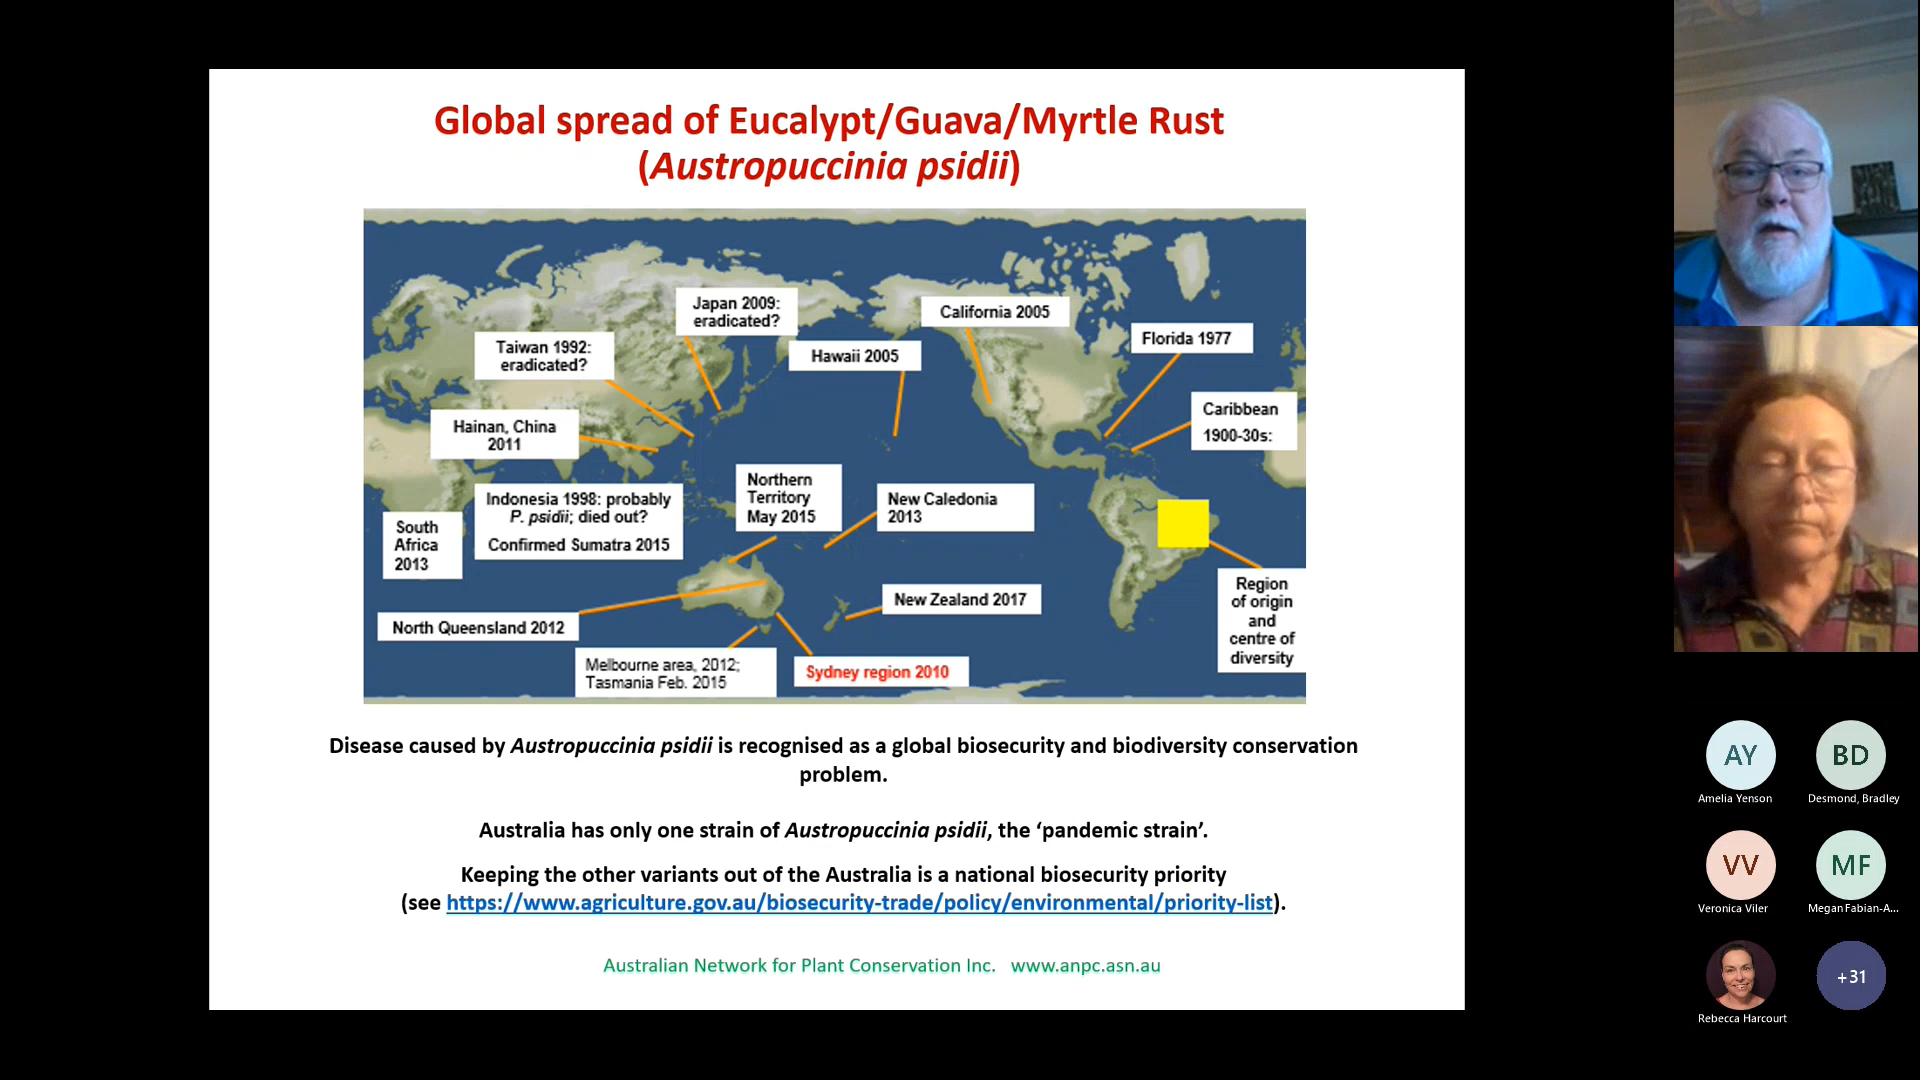 Global spread of Eucalypt/Guava/Myrtle Rust
(Austropuccinia psidii)
Japan 2009:
eradicated?
California 2005
Taiwan 1992:
eradicated?
Hawaii 2005
Florida 1977
Hainan, China
2011
Caribbean
1900-30s:
Northern
Territory
May 2015
New Caledonia
2013
Indonesia 1998: probably
P. psidii; died out?
Confirmed Sumatra 2015
South
Africa
2013
Region
of origin
and
centre of
diversity
New Zealand 2017
North Queensland 2012
Melbourne area, 2012;
Tasmania Feb. 2015
Sydney region 2010
Disease caused by Austropuccinia psidii is recognised as a global biosecurity and biodiversity conservation
problem.
Australia has only one strain of Austropuccinia psidii, the ‘pandemic strain’.
Keeping the other variants out of the Australia is a national biosecurity priority
(see https://www.agriculture.gov.au/biosecurity-trade/policy/environmental/priority-list).
Australian Network for Plant Conservation Inc. www.anpc.asn.au
AY
Amelia Yenson
BD
Desmond, Bradley
VV
Veronica Viler
MF
Megan Fabian-A...
Rebecca Harcourt
+31